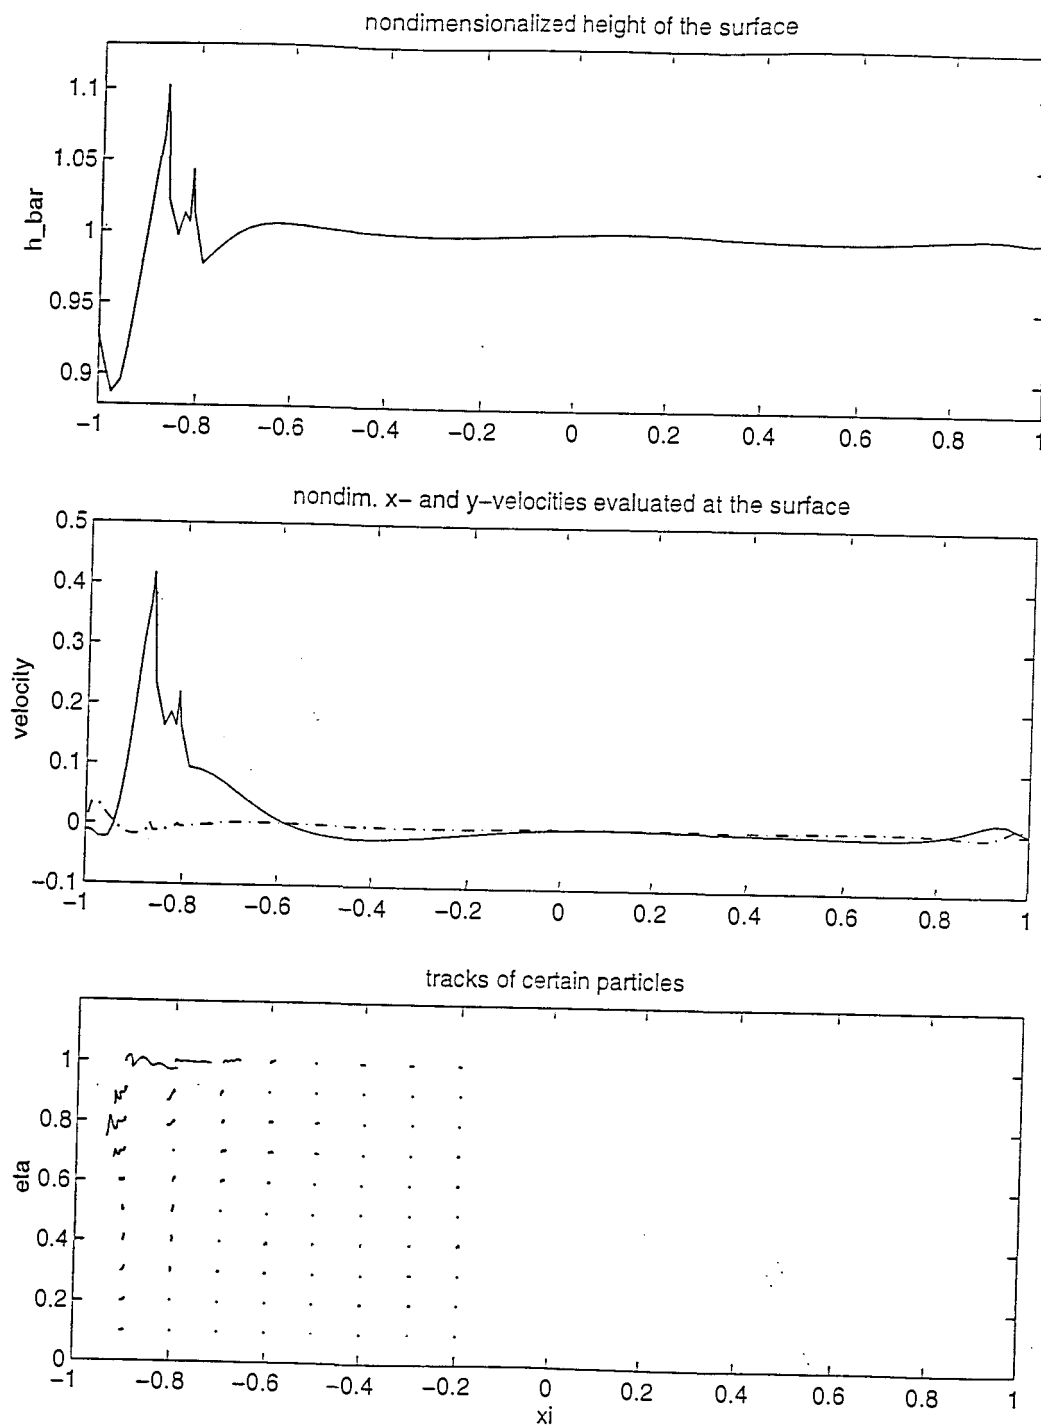 nondimensionalized height of the surface
1.1
1.05
1
0.95
0.9
h_bar
−1 −0.8 −0.6 −0.4 −0.2 0 0.2 0.4 0.6 0.8 1
nondim. x− and y−velocities evaluated at the surface
0.5
0.4
0.3
0.2
0.1
0
−0.1
velocity
−1 −0.8 −0.6 −0.4 −0.2 0 0.2 0.4 0.6 0.8 1
tracks of certain particles
1
0.8
0.6
0.4
0.2
0
eta
−1 −0.8 −0.6 −0.4 −0.2 0 0.2 0.4 0.6 0.8 1
xi